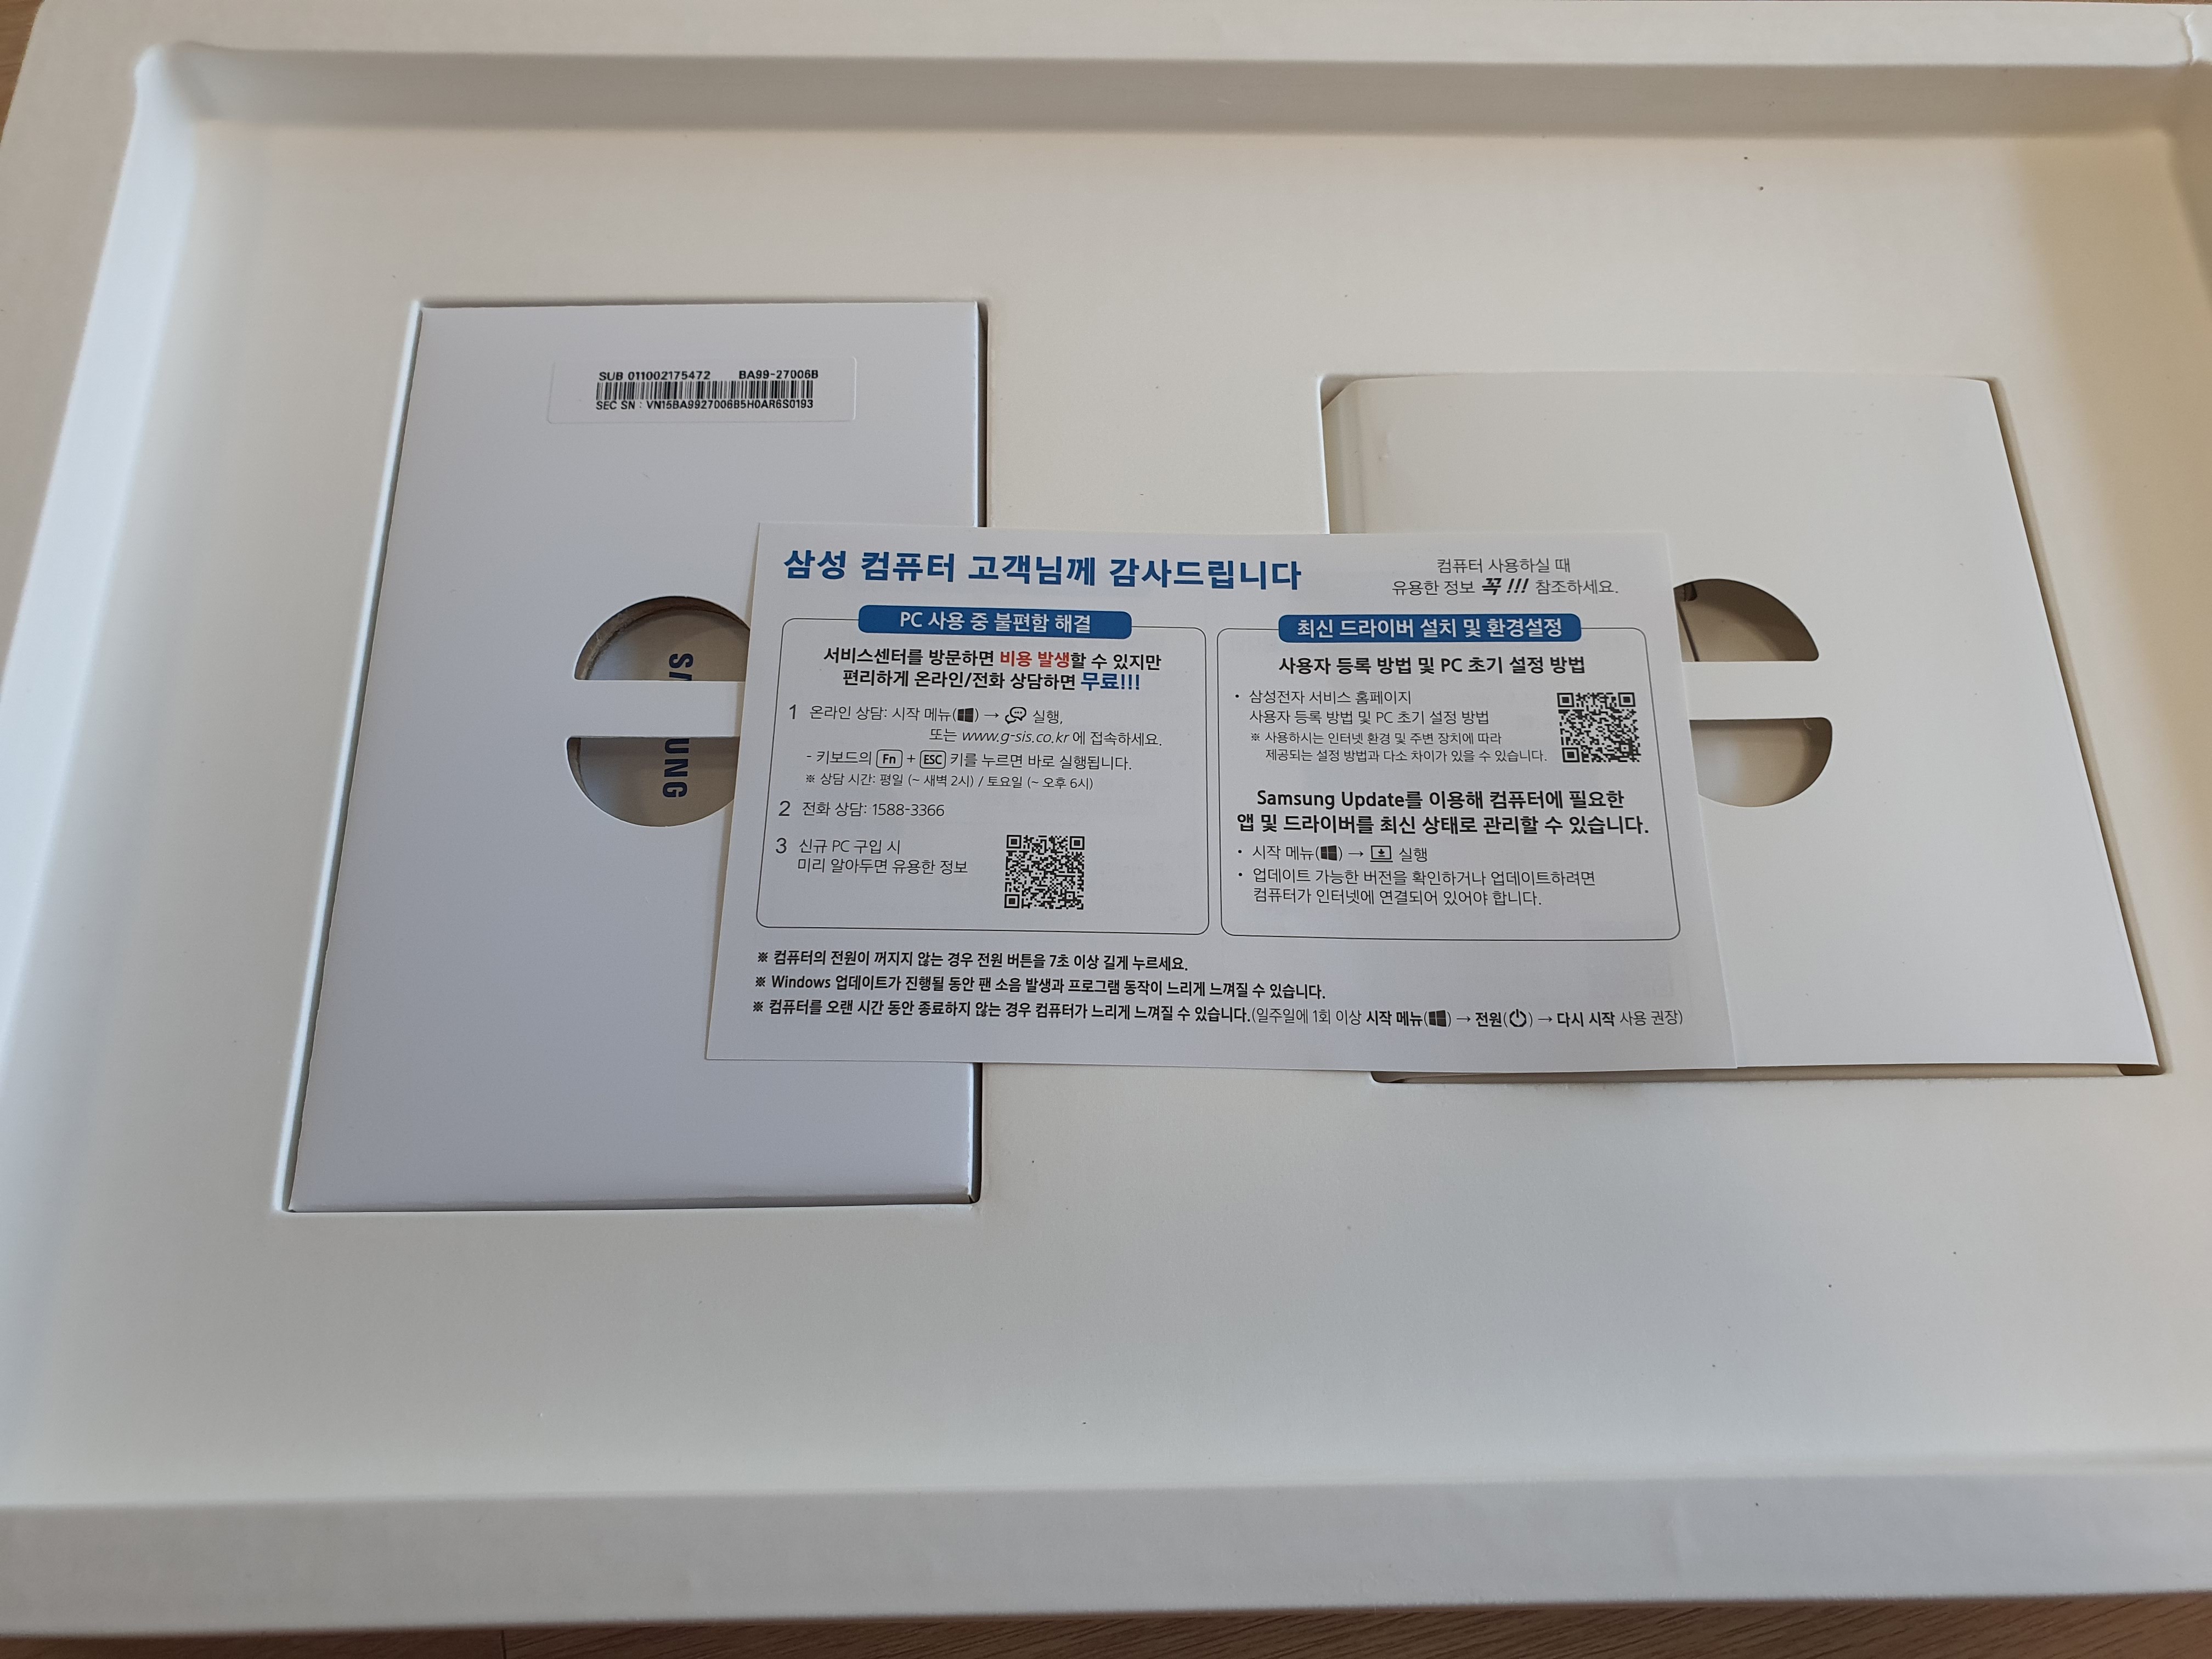 SUB 011002175472 BA99-27006B
SEC SN : VN15BA9927006B5H0AR6S0193
SA
UNG
삼성 컴퓨터 고객님께 감사드립니다
컴퓨터 사용하실 때
유용한 정보 꼭 !!! 참조하세요.
PC 사용 중 불편함 해결
서비스센터를 방문하면 비용 발생할 수 있지만
편리하게 온라인/전화 상담하면 무료!!!
1 온라인 상담: 시작 메뉴( ) → 실행,
또는 www.g-sis.co.kr 에 접속하세요.
- 키보드의 Fn + ESC 키를 누르면 바로 실행됩니다.
※ 상담 시간: 평일 (~ 새벽 2시) / 토요일 (~ 오후 6시)
2 전화 상담: 1588-3366
3 신규 PC 구입 시
미리 알아두면 유용한 정보
최신 드라이버 설치 및 환경설정
사용자 등록 방법 및 PC 초기 설정 방법
• 삼성전자 서비스 홈페이지
사용자 등록 방법 및 PC 초기 설정 방법
※ 사용하시는 인터넷 환경 및 주변 장치에 따라
제공되는 설정 방법과 다소 차이가 있을 수 있습니다.
Samsung Update를 이용해 컴퓨터에 필요한
앱 및 드라이버를 최신 상태로 관리할 수 있습니다.
• 시작 메뉴( ) → 실행
• 업데이트 가능한 버전을 확인하거나 업데이트하려면
컴퓨터가 인터넷에 연결되어 있어야 합니다.
※ 컴퓨터의 전원이 꺼지지 않는 경우 전원 버튼을 7초 이상 길게 누르세요.
※ Windows 업데이트가 진행될 동안 팬 소음 발생과 프로그램 동작이 느리게 느껴질 수 있습니다.
※ 컴퓨터를 오랜 시간 동안 종료하지 않는 경우 컴퓨터가 느리게 느껴질 수 있습니다.(일주일에 1회 이상 시작 메뉴( ) → 전원( ) → 다시 시작 사용 권장)